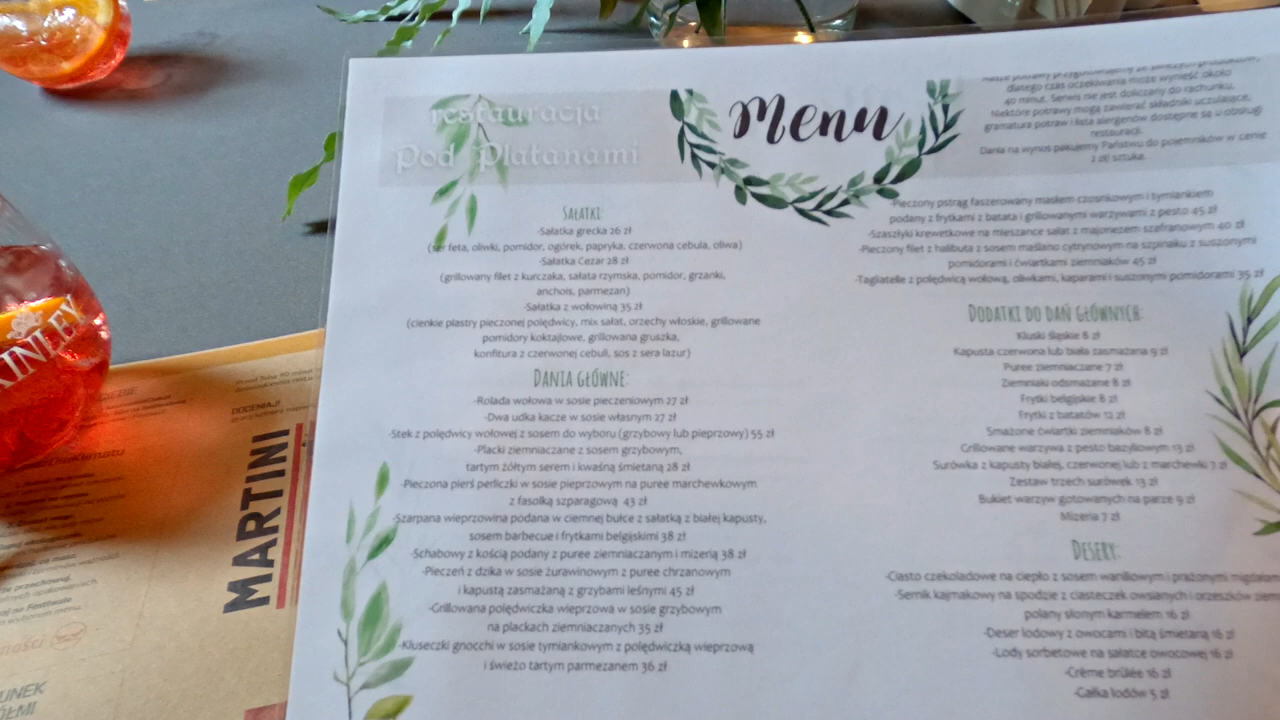 restauracja
Pod Platanami
Menu
dlatego czas oczekiwania może wynieść około
40 minut. Serwis nie jest doliczany do rachunku.
Niektóre potrawy mogą zawierać składniki uczulające,
gramatura potraw i lista alergenów dostępne są u obsługi
restauracji.
Dania na wynos pakujemy Państwu do pojemników w cenie
2 zł/ sztuka.
Sałatki:
-Sałatka grecka 26 zł
(ser feta, oliwki, pomidor, ogórek, papryka, czerwona cebula, oliwa)
-Sałatka Cezar 28 zł
(grillowany filet z kurczaka, sałata rzymska, pomidor, grzanki,
anchois, parmezan)
-Sałatka z wołowiną 35 zł
(cienkie plastry pieczonej polędwicy, mix sałat, orzechy włoskie, grillowane
pomidory koktajlowe, grillowana gruszka,
konfitura z czerwonej cebuli, sos z sera lazur)
Dania główne:
-Rolada wołowa w sosie pieczeniowym 27 zł
-Dwa udka kacze w sosie własnym 27 zł
-Stek z polędwicy wołowej z sosem do wyboru (grzybowy lub pieprzowy) 55 zł
-Placki ziemniaczane z sosem grzybowym,
tartym żółtym serem i kwaśną śmietaną 28 zł
-Pieczona pierś perliczki w sosie pieprzowym na puree marchewkowym
z fasolką szparagową 43 zł
-Szarpana wieprzowina podana w ciemnej bułce z sałatką z białej kapusty,
sosem barbecue i frytkami belgijskimi 38 zł
-Schabowy z kością podany z puree ziemniaczanym i mizerią 38 zł
-Pieczeń z dzika w sosie żurawinowym z puree chrzanowym
i kapustą zasmażaną z grzybami leśnymi 45 zł
-Grillowana polędwiczka wieprzowa w sosie grzybowym
na plackach ziemniaczanych 35 zł
-Kluseczki gnocchi w sosie tymiankowym z polędwiczką wieprzową
i świeżo tartym parmezanem 36 zł
-Pieczony pstrąg faszerowany masłem czosnkowym i tymiankiem
podany z frytkami z batata i grillowanymi warzywami z pesto 45 zł
-Szaszłyki krewetkowe na mieszance sałat z majonezem szafranowym 40 zł
-Pieczony filet z halibuta z sosem maślano cytrynowym na szpinaku z suszonymi
pomidorami i ćwiartkami ziemniaków 45 zł
-Tagliatelle z polędwicą wołową, oliwkami, kaparami i suszonymi pomidorami 35 zł
Dodatki do dań głównych:
Kluski śląskie 8 zł
Kapusta czerwona lub biała zasmażana 9 zł
Puree ziemniaczane 7 zł
Ziemniaki odsmażane 8 zł
Frytki belgijskie 8 zł
Frytki z batatów 12 zł
Smażone ćwiartki ziemniaków 8 zł
Grillowane warzywa z pesto bazyliowym 13 zł
Surówka z kapusty białej, czerwonej lub z marchewki 7 zł
Zestaw trzech surówek 13 zł
Bukiet warzyw gotowanych na parze 9 zł
Mizeria 7 zł
Desery:
-Ciasto czekoladowe na ciepło z sosem waniliowym i prażonymi
-Sernik kajmakowy na spodzie z ciasteczek owsianych i orzeszków
polany słonym karmelem 16 zł
-Deser lodowy z owocami i bitą śmietaną 16 zł
-Lody sorbetowe na sałatce owocowej 16 zł
-Crème brûlée 16 zł
-Gałka lodów 5 zł
KINLEY
DOCENIAJ!
MARTINI